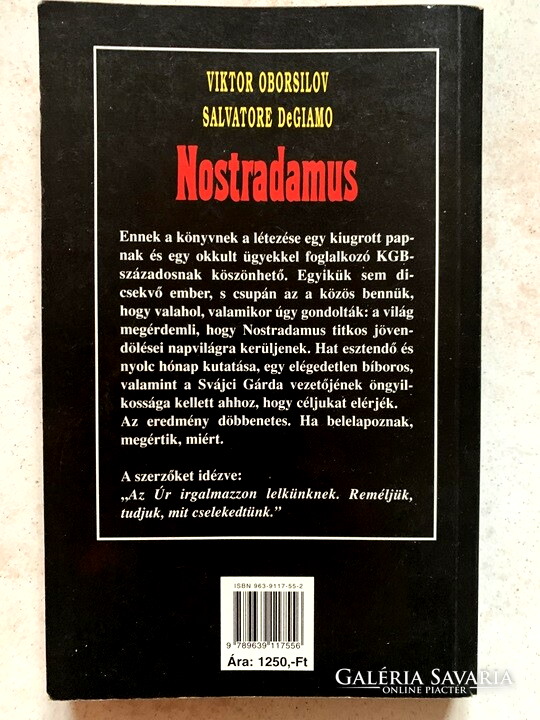 VIKTOR OBORSILOV
SALVATORE DeGIAMO
Nostradamus
Ennek a könyvnek a létezése egy kiugrott pap-
nak és egy okkult ügyekkel foglalkozó KGB-
századosnak köszönhető. Egyikük sem di-
csekvő ember, s csupán az a közös bennük,
hogy valahol, valamikor úgy gondolták: a világ
megérdemli, hogy Nostradamus titkos jöven-
dölései napvilágra kerüljenek. Hat esztendő és
nyolc hónap kutatása, egy elégedetlen bíboros,
valamint a Svájci Gárda vezetőjének öngyil-
kossága kellett ahhoz, hogy céljukat elérjék.
Az eredmény döbbenetes. Ha belelapoznak,
megértik, miért.
A szerzőket idézve:
„Az Úr irgalmazzon lelkünknek. Reméljük,
tudjuk, mit cselekedtünk.”
ISBN 963-9117-55-2
9 789639 117556
Ára: 1250,-Ft
GALÉRIA SAVARIA
ONLINE PIACTÉR